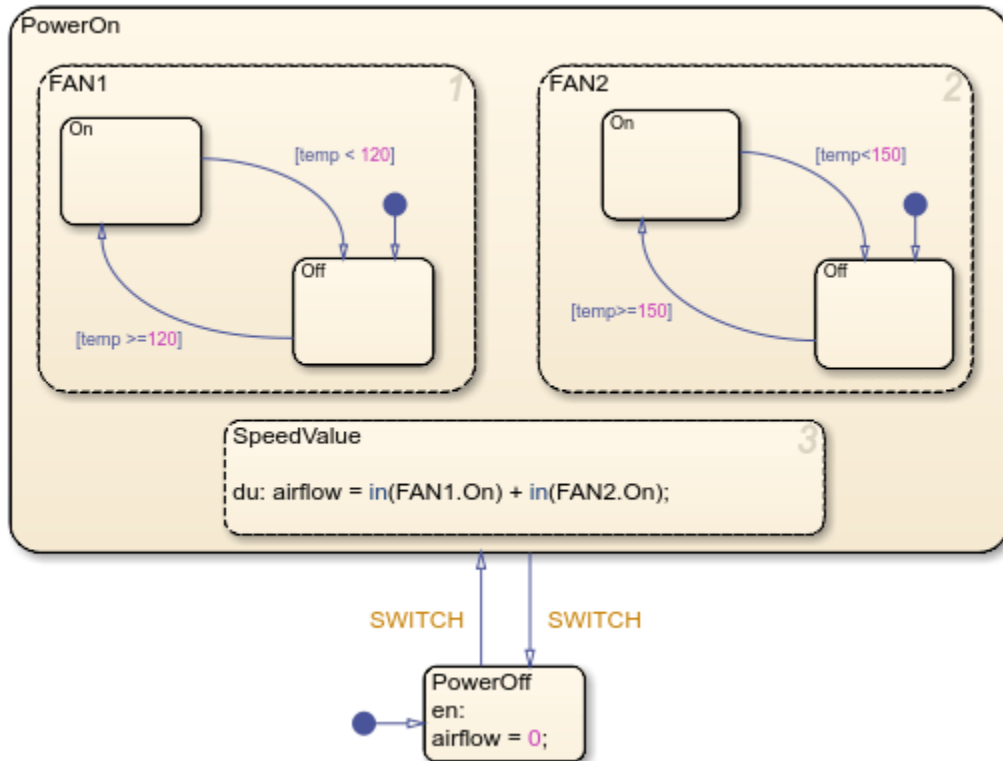 PowerOn
FAN1
1
On
[temp < 120]
Off
[temp >=120]
FAN2
2
On
[temp<150]
Off
[temp>=150]
SpeedValue
3
du: airflow = in(FAN1.On) + in(FAN2.On);
SWITCH
SWITCH
PowerOff
en:
airflow = 0;